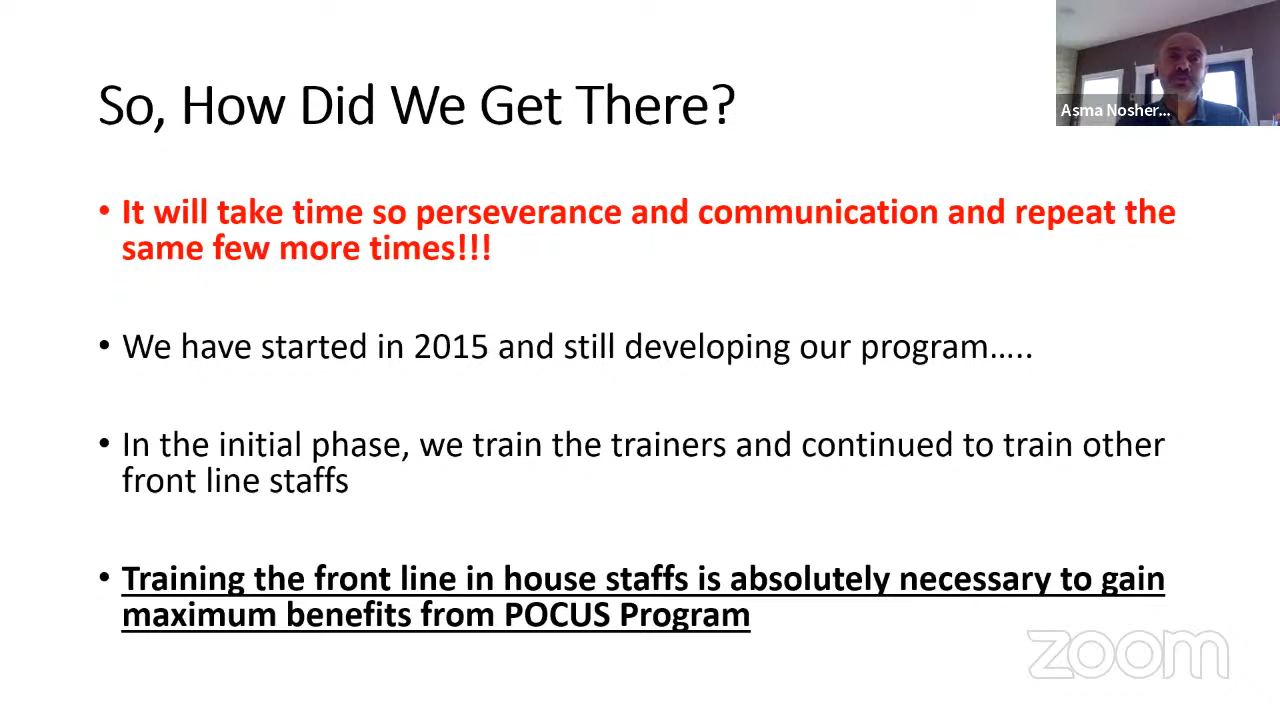 So, How Did We Get There?
Asma Nosher...
• It will take time so perseverance and communication and repeat the
same few more times!!!
• We have started in 2015 and still developing our program.....
• In the initial phase, we train the trainers and continued to train other
front line staffs
• Training the front line in house staffs is absolutely necessary to gain
maximum benefits from POCUS Program
zoom